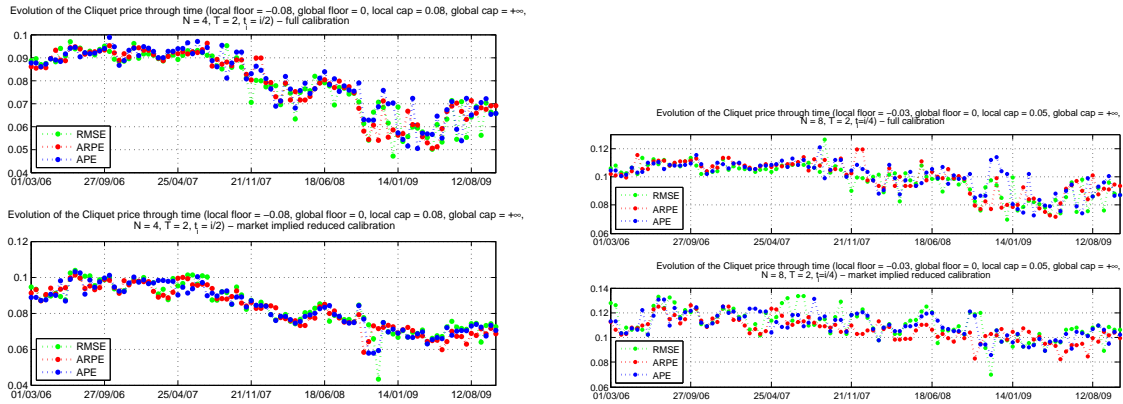 Evolution of the Cliquet price through time (local floor = −0.08, global floor = 0, local cap = 0.08, global cap = +∞,
N = 4, T = 2, t_i = i/2) − full calibration
0.1
0.09
0.08
0.07
0.06
0.05
0.04
RMSE
ARPE
APE
01/03/06 27/09/06 25/04/07 21/11/07 18/06/08 14/01/09 12/08/09
Evolution of the Cliquet price through time (local floor = −0.08, global floor = 0, local cap = 0.08, global cap = +∞,
N = 4, T = 2, t_i = i/2) − market implied reduced calibration
0.12
0.1
0.08
0.06
0.04
RMSE
ARPE
APE
01/03/06 27/09/06 25/04/07 21/11/07 18/06/08 14/01/09 12/08/09
Evolution of the Cliquet price through time (local floor = −0.03, global floor = 0, local cap = 0.05, global cap = +∞,
N = 8, T = 2, t_i=i/4) − full calibration
0.12
0.1
0.08
0.06
RMSE
ARPE
APE
01/03/06 27/09/06 25/04/07 21/11/07 18/06/08 14/01/09 12/08/09
Evolution of the Cliquet price through time (local floor = −0.03, global floor = 0, local cap = 0.05, global cap = +∞,
N = 8, T = 2, t_i=i/4) − market implied reduced calibration
0.14
0.12
0.1
0.08
0.06
RMSE
ARPE
APE
01/03/06 27/09/06 25/04/07 21/11/07 18/06/08 14/01/09 12/08/09